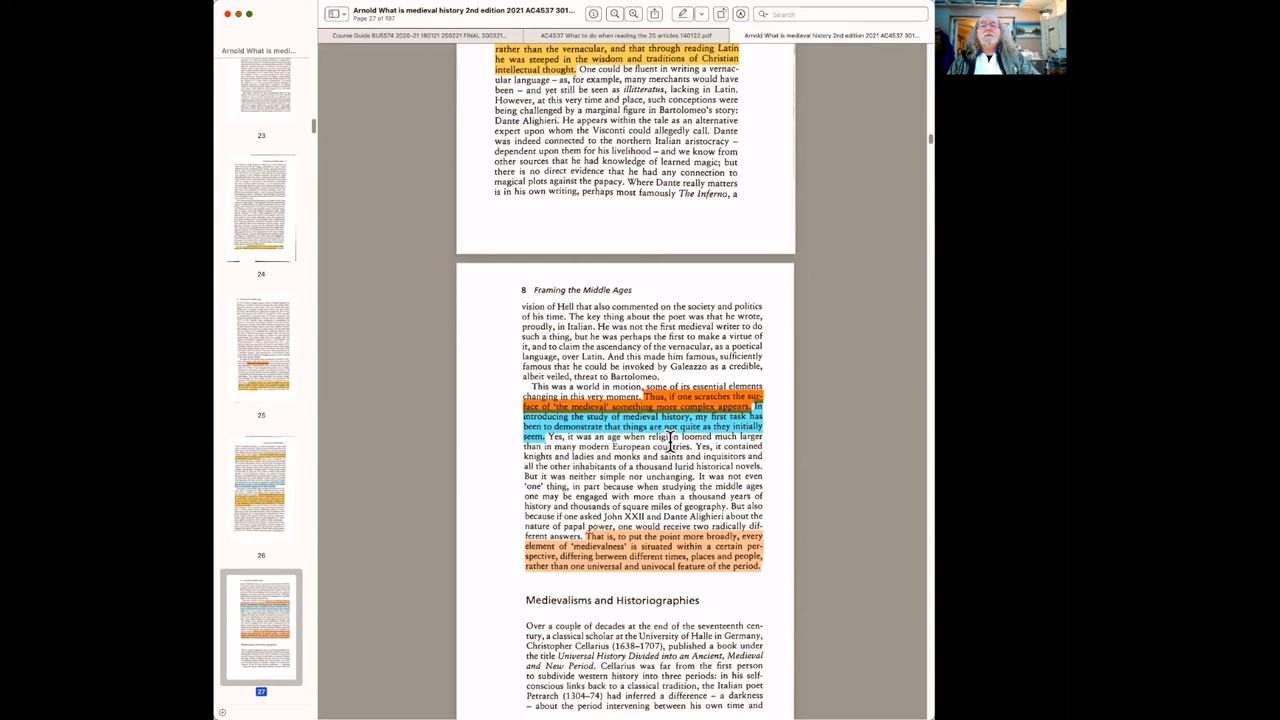 Arnold What is medieval history 2nd edition 2021 AC4537 301...
Page 27 of 197
Search
Course Guide BU5574 2020-21 180121 250221 FINAL 300321...
AC4537 What to do when reading the 25 articles 140122.pdf
Arnold What is medieval history 2nd edition 2021 AC4537 301...
Arnold What is medi...
23
24
25
26
27
rather than the vernacular, and that through reading Latin
he was steeped in the wisdom and traditions of Christian
intellectual thought. One could be fluent in writing a vernac-
ular language – as, for example, many merchants would have
been – and yet still be seen as illitteratus, lacking in Latin.
However, at this very time and place, such conceptions were
being challenged by a marginal figure in Bartolomeo's story:
Dante Alighieri. He appears within the tale as an alternative
expert upon whom the Visconti could allegedly call. Dante
was indeed connected to the northern Italian aristocracy –
dependent upon them for his livelihood – and we know from
other sources that he had knowledge of learned magic; but
there is no direct evidence that he had any connection to
magical plots against the papacy. Where Dante really matters
is in his own writing, perhaps most famously The Inferno, a
8 Framing the Middle Ages
vision of Hell that also commented on the society and politics
of his time. The key thing about the poet was that he wrote,
proudly, in Italian. He was not the first medieval writer to do
such a thing, but he was perhaps the first to make a virtue of
it, and to claim the ascendancy of the vernacular, as a poetical
language, over Latin. And this made him famous, sufficiently
famous that he could be invoked by Galeazzo as a credible,
albeit veiled, threat to Bartolomeo.
This was a world in motion, some of its essential elements
changing in this very moment. Thus, if one scratches the sur-
face of 'the medieval' something more complex appears. In
introducing the study of medieval history, my first task has
been to demonstrate that things are not quite as they initially
seem. Yes, it was an age when religion loomed much larger
than in many modern European countries. Yes, it contained
knights and ladies and monks and saints and inquisitors and
all the other inhabitants of a thousand historical novels.
But it was neither simple nor unchanging. It was not even
'one' thing, in part because when studying the middle ages
one may be engaged with more than a thousand years of
history and thousands of square miles of geography. But also
because if one asked John XXII and Dante Alighieri about the
nature of papal power, one would receive two radically dif-
ferent answers. That is, to put the point more broadly, every
element of 'medievalness' is situated within a certain per-
spective, differing between different times, places and people,
rather than one universal and univocal feature of the period.
Medievalisms and Historiographies
Over a couple of decades at the end of the seventeenth cen-
tury, a classical scholar at the University of Halle in Germany,
Christopher Cellarius (1638–1707), published a book under
the title Universal History Divided into an Ancient, Medieval
and New Period. Cellarius was far from the first person
to subdivide western history into three periods: in his self-
conscious links back to a classical tradition, the Italian poet
Petrarch (1304–74) had inferred a difference – a darkness
– about the period intervening between his own time and